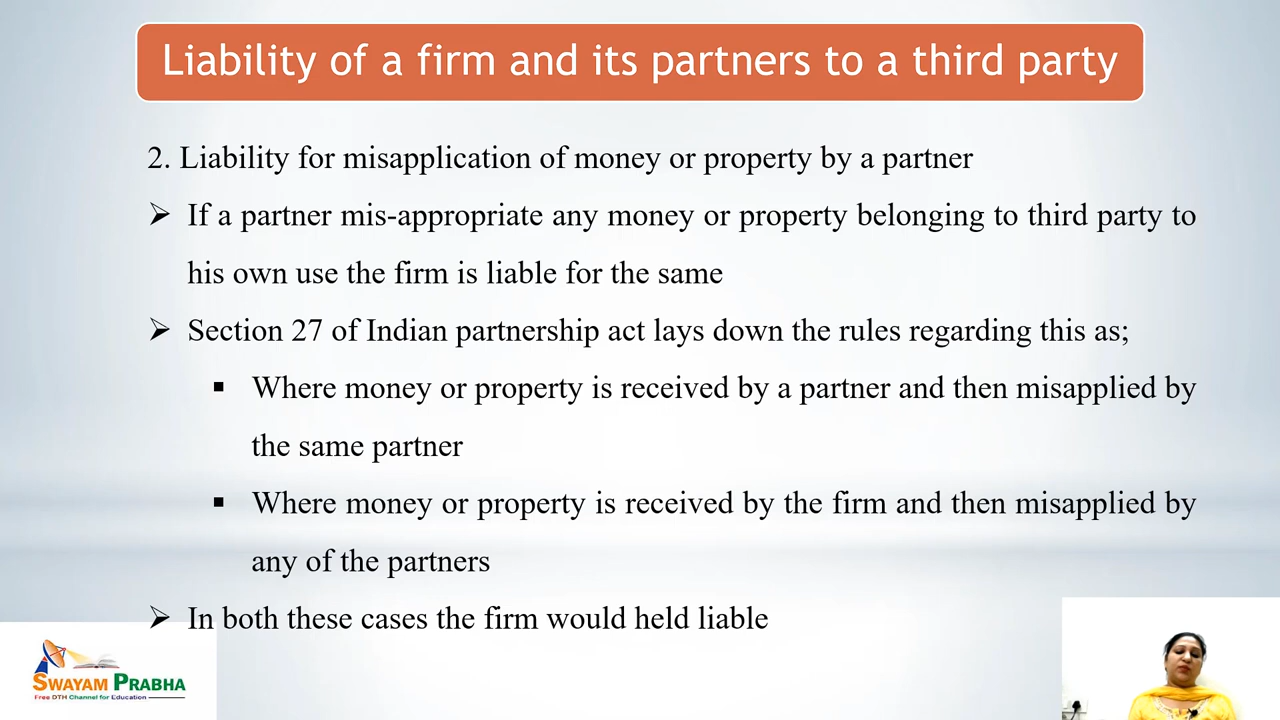 Liability of a firm and its partners to a third party
2. Liability for misapplication of money or property by a partner
➢ If a partner mis-appropriate any money or property belonging to third party to
his own use the firm is liable for the same
➢ Section 27 of Indian partnership act lays down the rules regarding this as;
▪ Where money or property is received by a partner and then misapplied by
the same partner
▪ Where money or property is received by the firm and then misapplied by
any of the partners
➢ In both these cases the firm would held liable
SWAYAM PRABHA
Free DTH Channel for Education